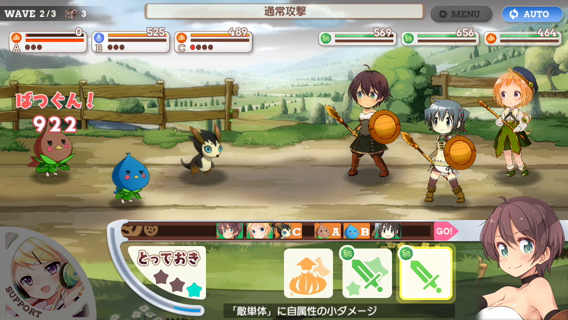 WAVE 2/3 3
通常攻撃
MENU
AUTO
0
525
489
569
656
464
A
B
C
ばつぐん!
922
C A B GO!
とっておき
SUPPORT
「敵単体」に自属性の小ダメージ